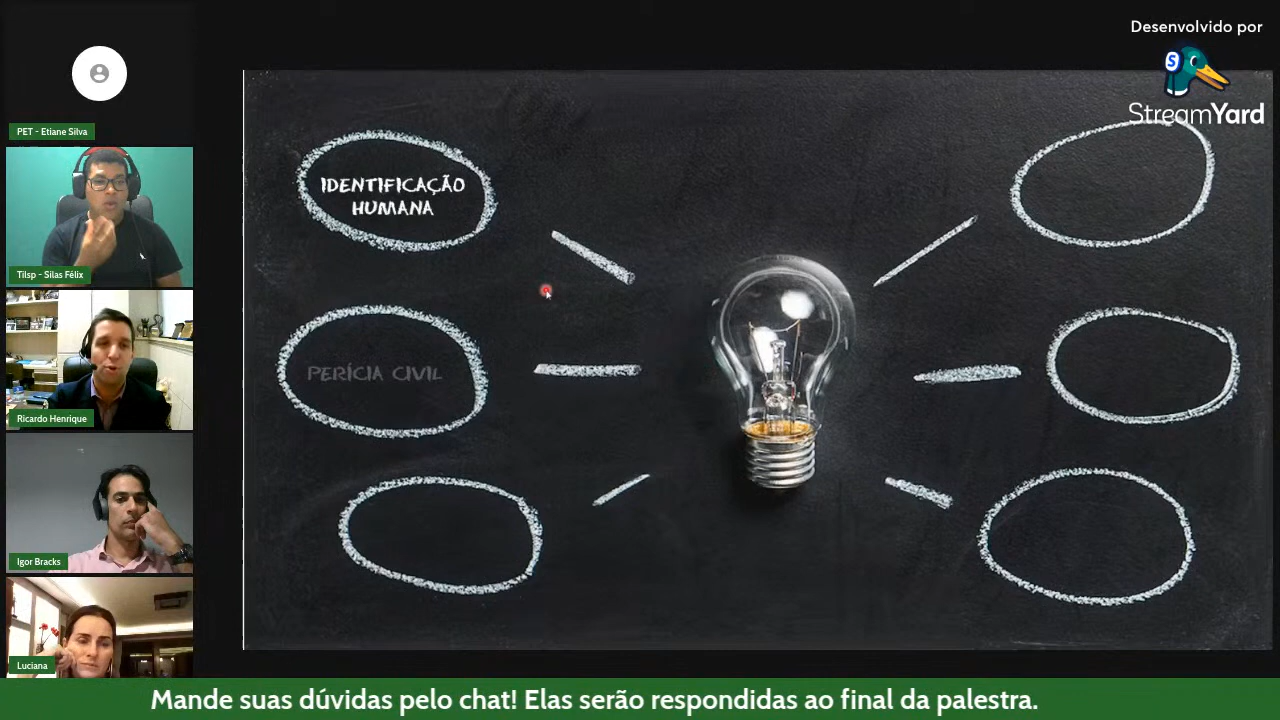 Desenvolvido por
S
StreamYard
PET - Etiane Silva
Tilsp - Silas Félix
Ricardo Henrique
Igor Bracks
Luciana
IDENTIFICAÇÃO
HUMANA
PERÍCIA CIVIL
Mande suas dúvidas pelo chat! Elas serão respondidas ao final da palestra.